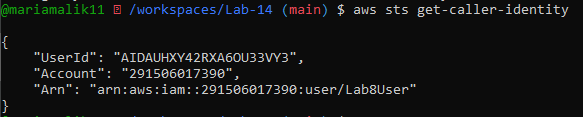 @mariamalik11 /workspaces/Lab-14 (main) $ aws sts get-caller-identity
{
    "UserId": "AIDAUHXY42RXA6OU33VY3",
    "Account": "291506017390",
    "Arn": "arn:aws:iam::291506017390:user/Lab8User"
}